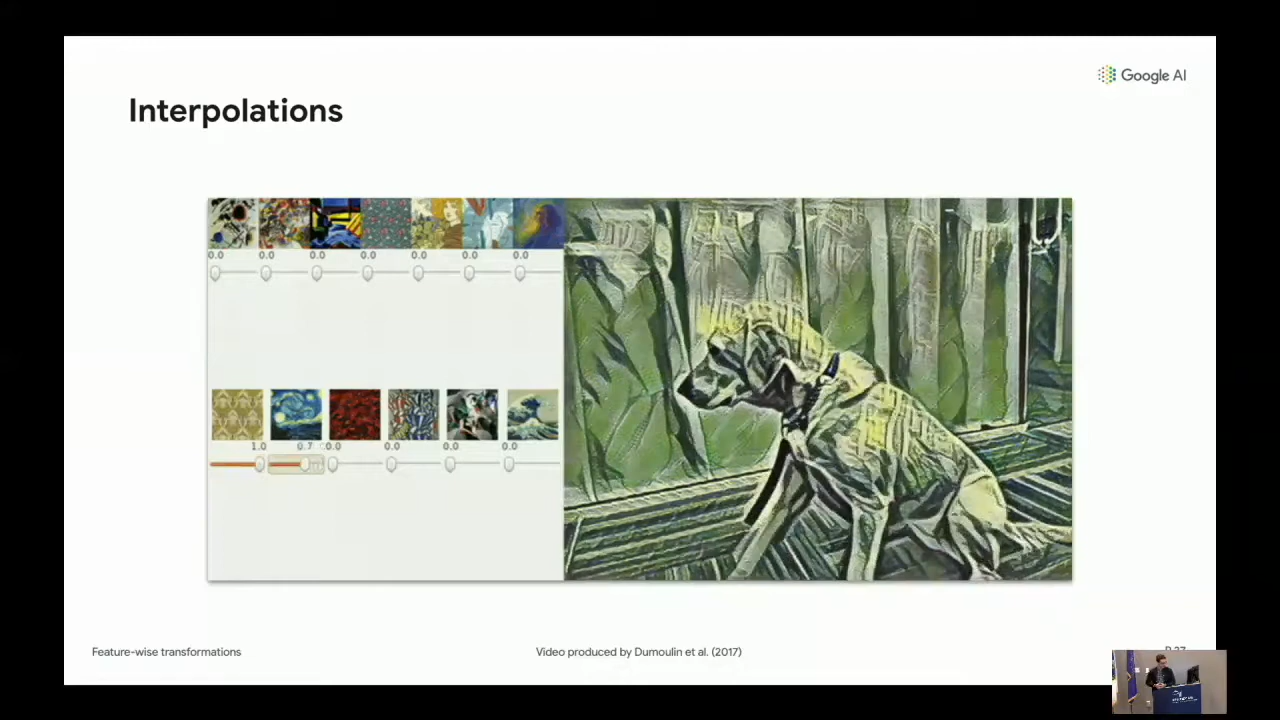 Google AI
Interpolations
0.0 0.0 0.0 0.0 0.0 0.0 0.0
1.0 0.7 0.0 0.0 0.0 0.0
Feature-wise transformations
Video produced by Dumoulin et al. (2017)